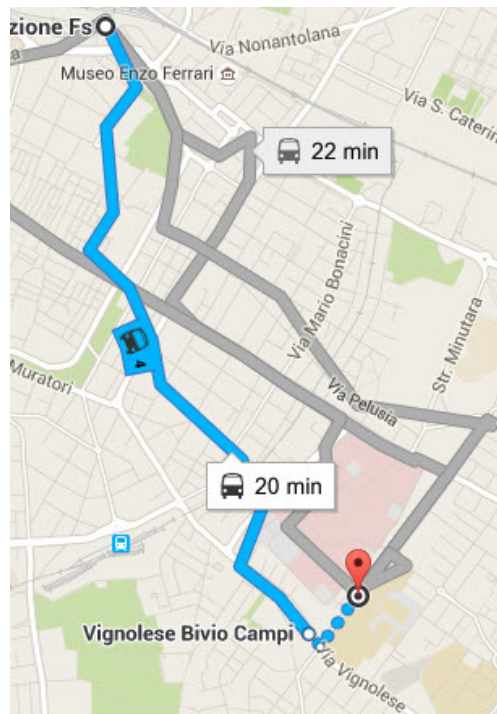 zione Fs
Via Nonantolana
Museo Enzo Ferrari
Via S. Caterin
22 min
Via Mario Bonacini
Str. Minutara
4
Muratori
Via Pelusia
20 min
Vignolese Bivio Campi
Via Vignolese